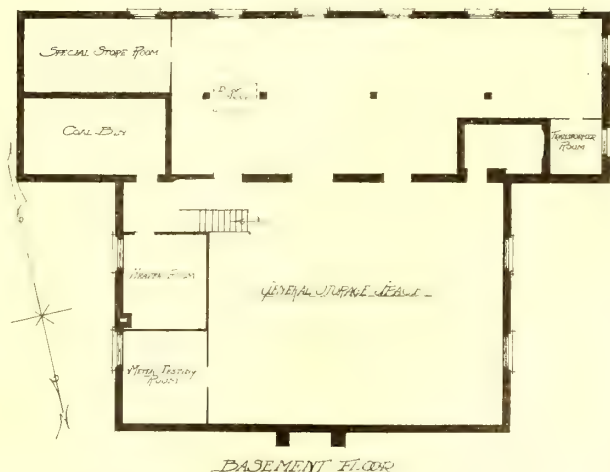 SPECIAL STORE ROOM
COAL BIN
TRANSFORMER
ROOM
GENERAL STORAGE SPACE
METER TESTING
ROOM
BASEMENT FLOOR